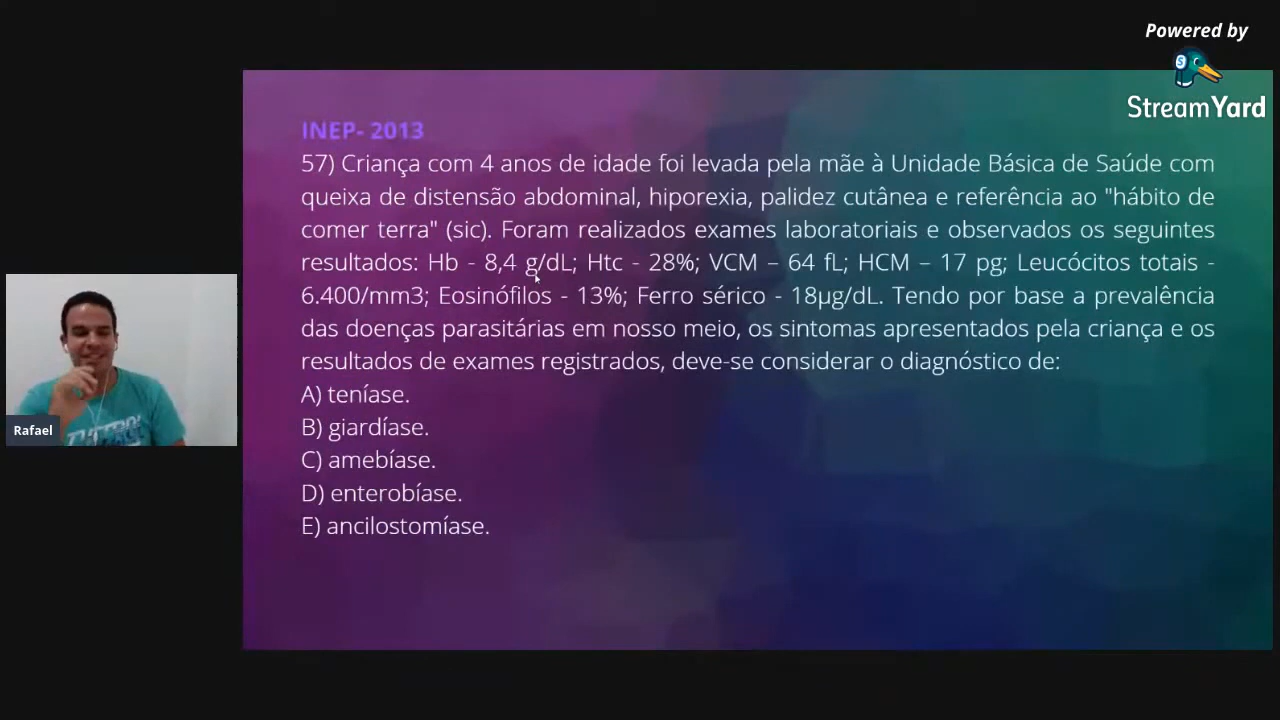 Powered by
StreamYard
INEP- 2013
57) Criança com 4 anos de idade foi levada pela mãe à Unidade Básica de Saúde com
queixa de distensão abdominal, hiporexia, palidez cutânea e referência ao "hábito de
comer terra" (sic). Foram realizados exames laboratoriais e observados os seguintes
resultados: Hb - 8,4 g/dL; Htc - 28%; VCM – 64 fL; HCM – 17 pg; Leucócitos totais -
6.400/mm3; Eosinófilos - 13%; Ferro sérico - 18µg/dL. Tendo por base a prevalência
das doenças parasitárias em nosso meio, os sintomas apresentados pela criança e os
resultados de exames registrados, deve-se considerar o diagnóstico de:
A) teníase.
B) giardíase.
C) amebíase.
D) enterobíase.
E) ancilostomíase.
Rafael